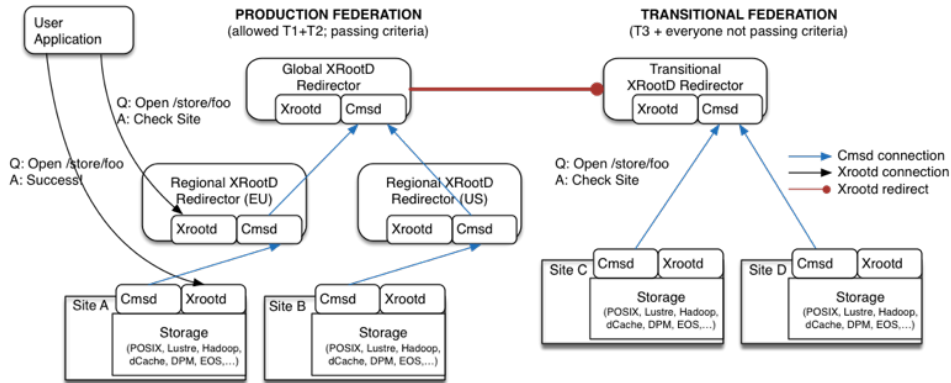 User
Application
PRODUCTION FEDERATION
(allowed T1+T2; passing criteria)
TRANSITIONAL FEDERATION
(T3 + everyone not passing criteria)
Global XRootD
Redirector
Xrootd
Cmsd
Transitional
XRootD Redirector
Xrootd
Cmsd
Q: Open /store/foo
A: Check Site
Q: Open /store/foo
A: Success!
Regional XRootD
Redirector (EU)
Xrootd
Cmsd
Regional XRootD
Redirector (US)
Xrootd
Cmsd
Q: Open /store/foo
A: Check Site
Cmsd connection
Xrootd connection
Xrootd redirect
Site A
Cmsd
Xrootd
Storage
(POSIX, Lustre, Hadoop,
dCache, DPM, EOS,...)
Site B
Cmsd
Xrootd
Storage
(POSIX, Lustre, Hadoop,
dCache, DPM, EOS,...)
Site C
Cmsd
Xrootd
Storage
(POSIX, Lustre, Hadoop,
dCache, DPM, EOS,...)
Site D
Cmsd
Xrootd
Storage
(POSIX, Lustre, Hadoop,
dCache, DPM, EOS,...)